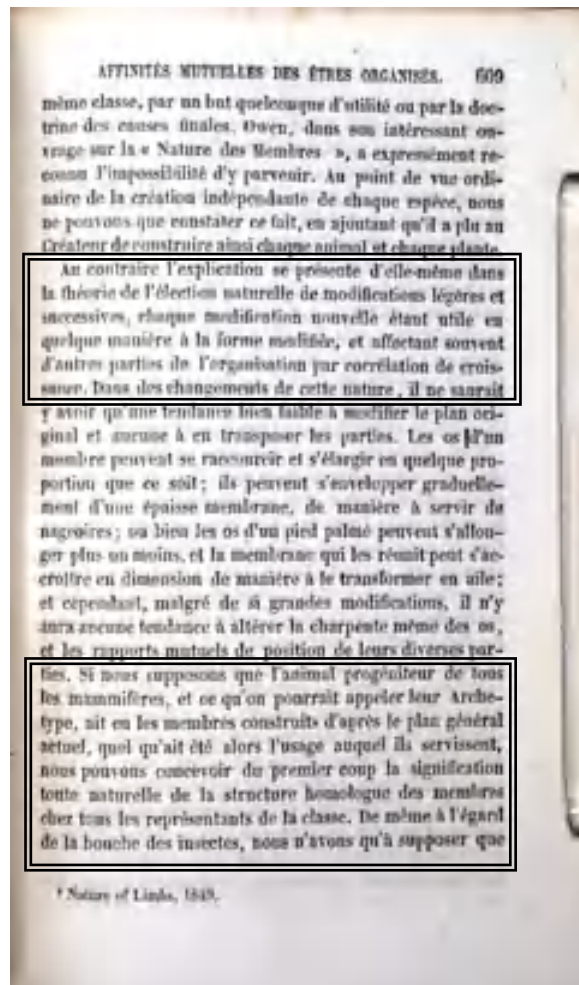 AFFINITÉS MUTUELLES DES ÊTRES ORGANISÉS. 609
même classe, par un but quelconque d'utilité ou par la doc-
trine des causes finales. Owen, dans son intéressant ou-
vrage sur la « Nature des Membres », a expressément re-
connu l'impossibilité d'y parvenir. Au point de vue ordi-
naire de la création indépendante de chaque espèce, nous
ne pouvons que constater ce fait, en ajoutant qu'il a plu au
Créateur de construire ainsi chaque animal et chaque plante.
Au contraire l'explication se présente d'elle-même dans
la théorie de l'élection naturelle de modifications légères et
successives, chaque modification nouvelle étant utile en
quelque manière à la forme modifiée, et affectant souvent
d'autres parties de l'organisation par corrélation de crois-
sance. Dans des changements de cette nature, il ne saurait
y avoir qu'une tendance bien faible à modifier le plan ori-
ginal et aucune à en transposer les parties. Les os d'un
membre peuvent se raccourcir et s'élargir en quelque pro-
portion que ce soit; ils peuvent s'envelopper graduelle-
ment d'une épaisse membrane, de manière à servir de
nageoires; ou bien les os d'un pied palmé peuvent s'allon-
ger plus ou moins, et la membrane qui les réunit peut s'ac-
croître en dimension de manière à le transformer en aile;
et cependant, malgré de si grandes modifications, il n'y
aura aucune tendance à altérer la charpente même des os,
et les rapports mutuels de position de leurs diverses par-
ties. Si nous supposons que l'animal progéniteur de tous
les mammifères, et ce qu'on pourrait appeler leur Arche-
type, ait eu les membres construits d'après le plan général
actuel, quel qu'ait été alors l'usage auquel ils servissent,
nous pouvons concevoir du premier coup la signification
toute naturelle de la structure homologue des membres
chez tous les représentants de la classe. De même à l'égard
de la bouche des insectes, nous n'avons qu'à supposer que
¹ Nature of Limbs, 1849.